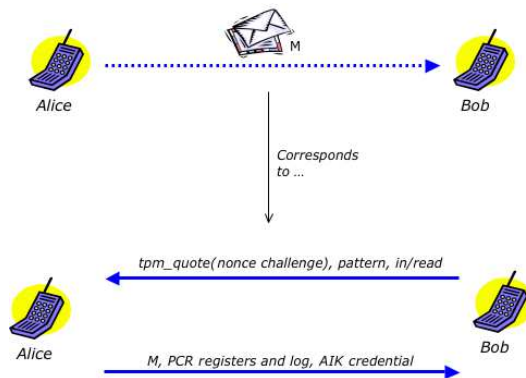 M
Alice
Bob
Corresponds
to ...
tpm_quote(nonce challenge), pattern, in/read
Alice
Bob
M, PCR registers and log, AIK credential